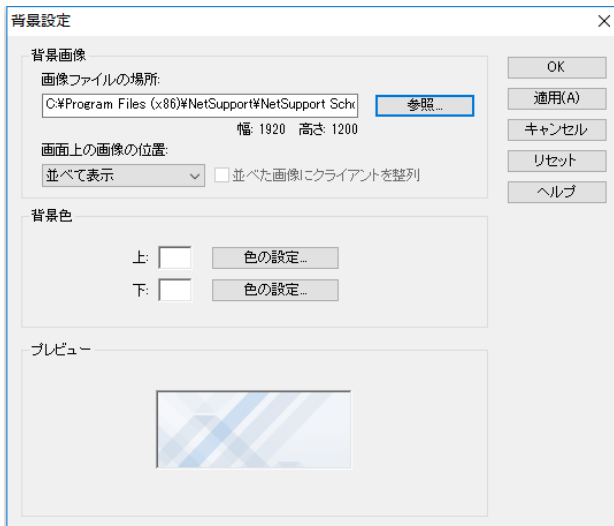 背景設定
背景画像
画像ファイルの場所:
C:¥Program Files (x86)¥NetSupport¥NetSupport Scho
参照...
幅: 1920 高さ: 1200
画面上の画像の位置:
並べて表示
並べた画像にクライアントを整列
背景色
上:
色の設定...
下:
色の設定...
プレビュー
OK
適用(A)
キャンセル
リセット
ヘルプ